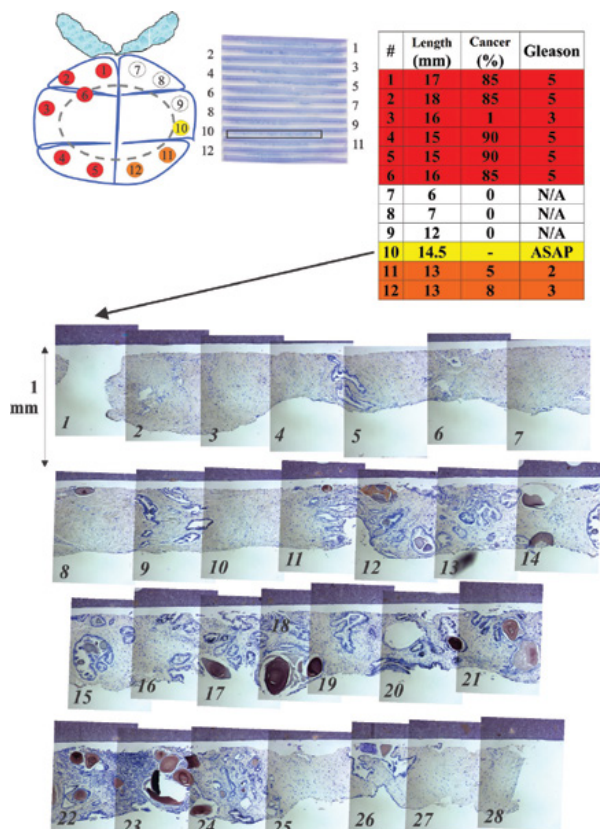 1
2
3
4
5
6
7
8
9
10
11
12
2
4
6
8
10
12
1
3
5
7
9
11
# Length (mm) Cancer (%) Gleason
1 17 85 5
2 18 85 5
3 16 1 3
4 15 90 5
5 15 90 5
6 16 85 5
7 6 0 N/A
8 7 0 N/A
9 12 0 N/A
10 14.5 - ASAP
11 13 5 2
12 13 8 3
1
mm
1 2 3 4 5 6 7
8 9 10 11 12 13 14
15 16 17 18 19 20 21
22 23 24 25 26 27 28